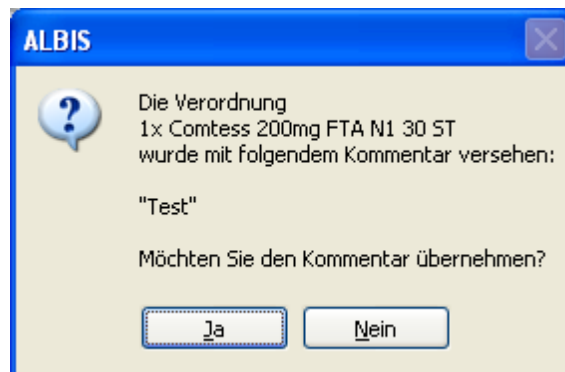 ALBIS
Die Verordnung
1x Comtess 200mg FTA N1 30 ST
wurde mit folgendem Kommentar versehen:
"Test"
Möchten Sie den Kommentar übernehmen?
Ja
Nein